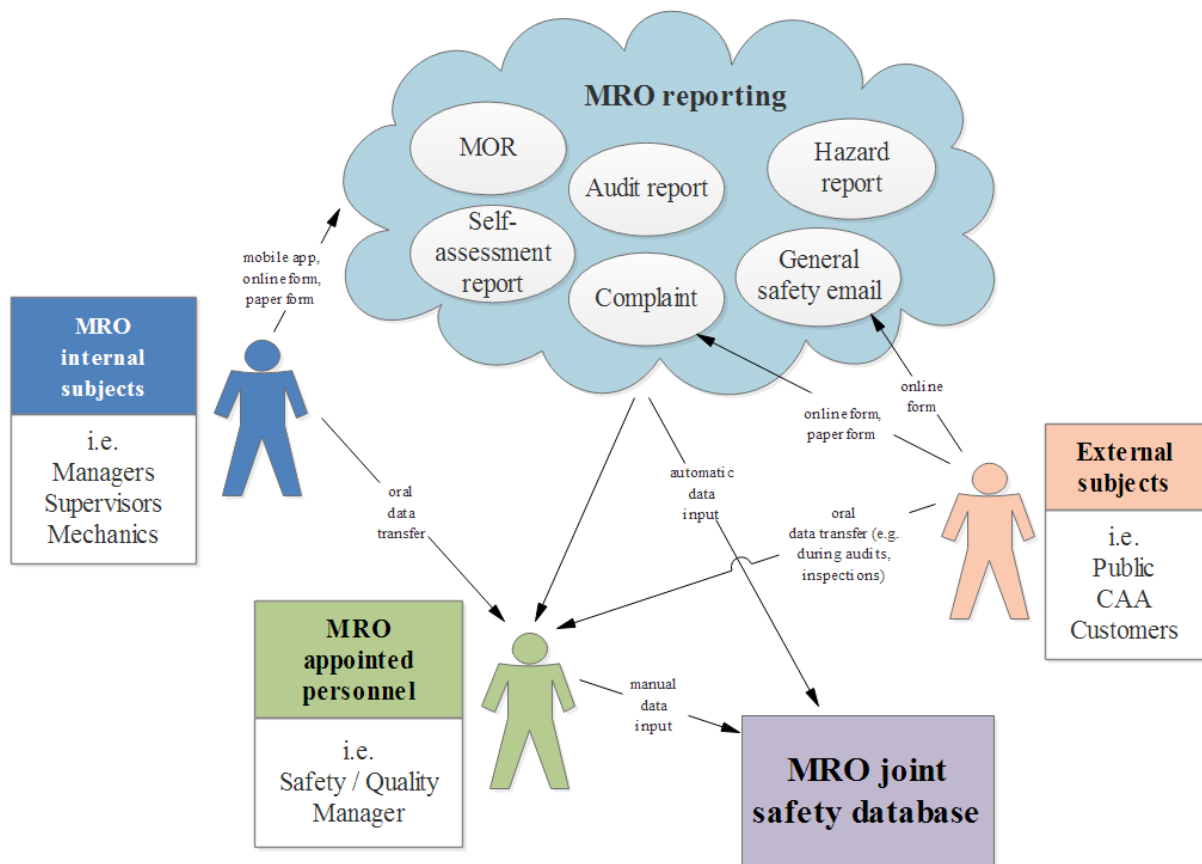 MRO reporting
MOR
Audit report
Hazard
report
Self-
assessment
report
Complaint
General
safety email
mobile app,
online form,
paper form
MRO
internal
subjects
i.e.
Managers
Supervisors
Mechanics
oral
data
transfer
online
form
online form,
paper form
automatic
data
input
oral
data transfer (e.g.
during audits,
inspections)
External
subjects
i.e.
Public
CAA
Customers
MRO
appointed
personnel
i.e.
Safety / Quality
Manager
manual
data
input
MRO joint
safety database